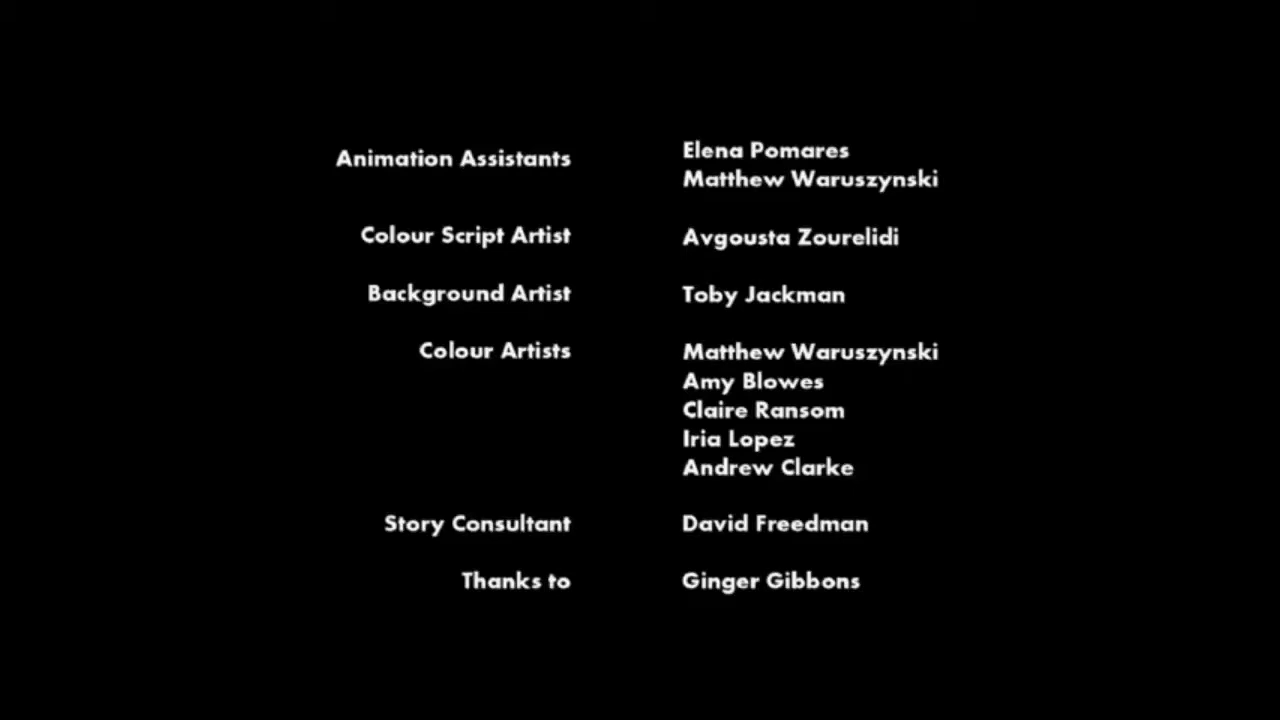 Animation Assistants
Elena Pomares
Matthew Waruszynski
Colour Script Artist
Avgousta Zourelidi
Background Artist
Toby Jackman
Colour Artists
Matthew Waruszynski
Amy Blowes
Claire Ransom
Iria Lopez
Andrew Clarke
Story Consultant
David Freedman
Thanks to
Ginger Gibbons